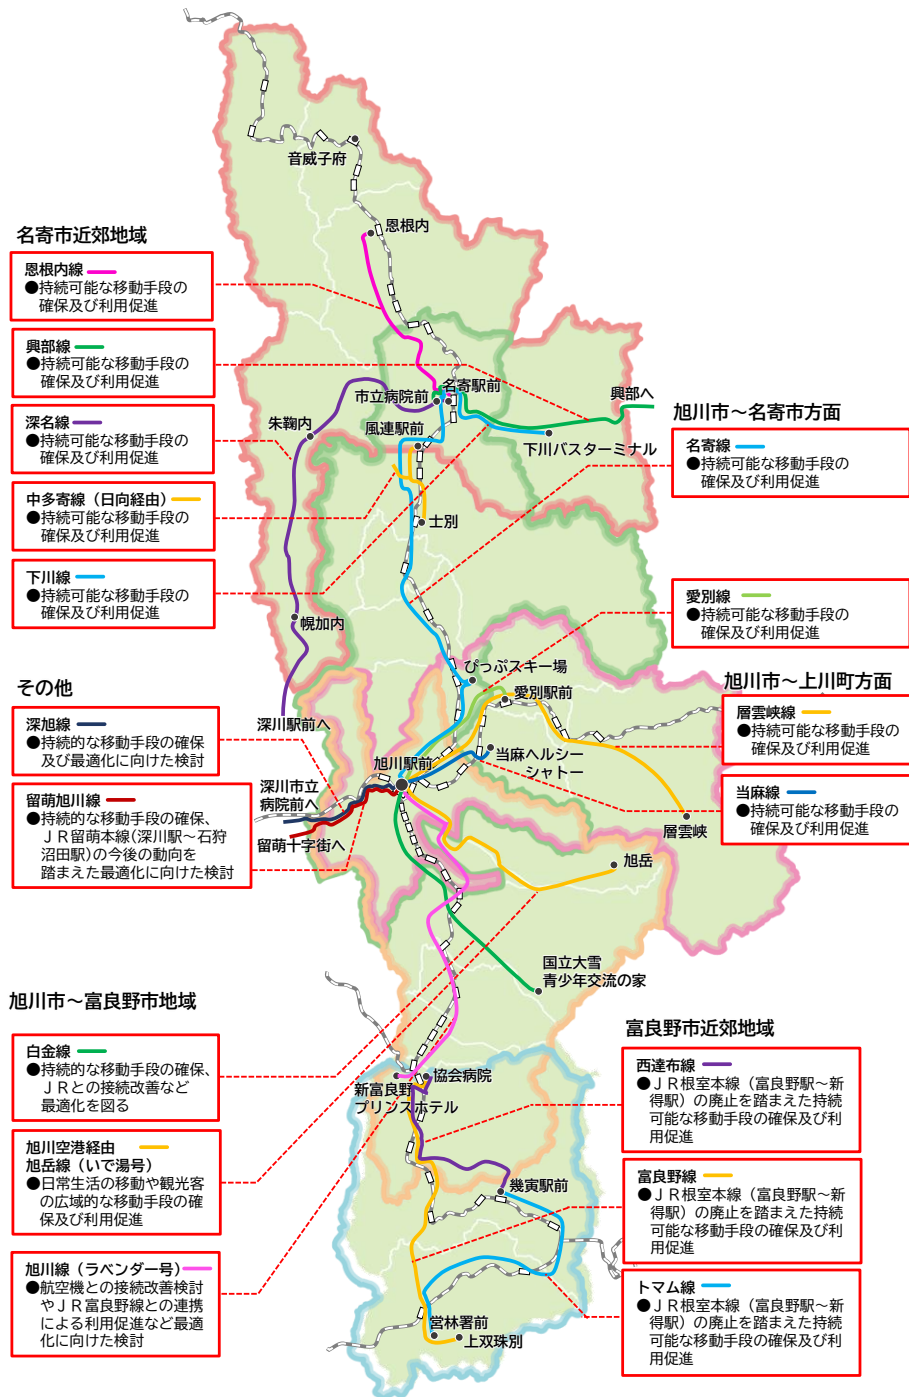 音威子府
恩根内
名寄市近郊地域
恩根内線
●持続可能な移動手段の
確保及び利用促進
興部線
●持続可能な移動手段の
確保及び利用促進
深名線
●持続可能な移動手段の
確保及び利用促進
中多寄線（日向経由）
●持続可能な移動手段の
確保及び利用促進
下川線
●持続可能な移動手段の
確保及び利用促進
名寄駅前
市立病院前
興部へ
朱鞠内
風連駅前
下川バスターミナル
士別
幌加内
旭川市～名寄市方面
名寄線
●持続可能な移動手段の
確保及び利用促進
愛別線
●持続可能な移動手段の
確保及び利用促進
ぴっぷスキー場
愛別駅前
旭川市～上川町方面
層雲峡線
●持続可能な移動手段の
確保及び利用促進
当麻線
●持続可能な移動手段の
確保及び利用促進
その他
深旭線
●持続的な移動手段の確保
及び最適化に向けた検討
留萌旭川線
●持続的な移動手段の確保、
ＪＲ留萌本線(深川駅～石狩
沼田駅)の今後の動向を
踏まえた最適化に向けた検討
深川駅前へ
旭川駅前
当麻ヘルシー
シャトー
深川市立
病院前へ
留萌十字街へ
層雲峡
旭岳
国立大雪
青少年交流の家
旭川市～富良野市地域
白金線
●持続的な移動手段の確保、
ＪＲとの接続改善など
最適化を図る
旭川空港経由
旭岳線（いで湯号）
●日常生活の移動や観光客
の広域的な移動手段の確
保及び利用促進
旭川線（ラベンダー号）
●航空機との接続改善検討
やＪＲ富良野線との連携
による利用促進など最適
化に向けた検討
協会病院
新富良野
プリンスホテル
幾寅駅前
営林署前
上双珠別
富良野市近郊地域
西達布線
●ＪＲ根室本線（富良野駅～新
得駅）の廃止を踏まえた持続
可能な移動手段の確保及び利
用促進
富良野線
●ＪＲ根室本線（富良野駅～新
得駅）の廃止を踏まえた持続
可能な移動手段の確保及び利
用促進
トマム線
●ＪＲ根室本線（富良野駅～新
得駅）の廃止を踏まえた持続
可能な移動手段の確保及び利
用促進